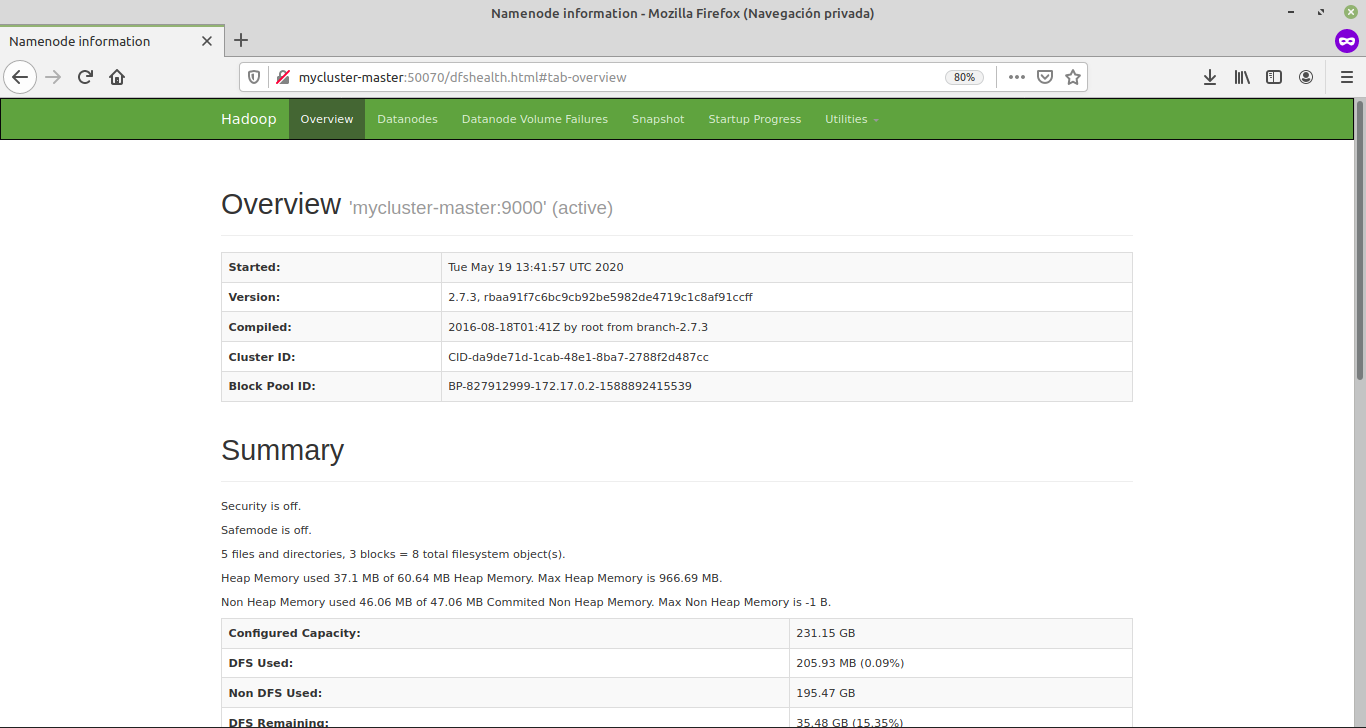 Namenode information - Mozilla Firefox (Navegación privada)
Namenode information
mycluster-master:50070/dfshealth.html#tab-overview 80%
Hadoop Overview Datanodes Datanode Volume Failures Snapshot Startup Progress Utilities
Overview 'mycluster-master:9000' (active)
Started: Tue May 19 13:41:57 UTC 2020
Version: 2.7.3, rbaa91f7c6bc9cb92be5982de4719c1c8af91ccff
Compiled: 2016-08-18T01:41Z by root from branch-2.7.3
Cluster ID: CID-da9de71d-1cab-48e1-8ba7-2788f2d487cc
Block Pool ID: BP-827912999-172.17.0.2-1588892415539
Summary
Security is off.
Safemode is off.
5 files and directories, 3 blocks = 8 total filesystem object(s).
Heap Memory used 37.1 MB of 60.64 MB Heap Memory. Max Heap Memory is 966.69 MB.
Non Heap Memory used 46.06 MB of 47.06 MB Commited Non Heap Memory. Max Non Heap Memory is -1 B.
Configured Capacity: 231.15 GB
DFS Used: 205.93 MB (0.09%)
Non DFS Used: 195.47 GB
DFS Remaining: 35.48 GB (15.35%)